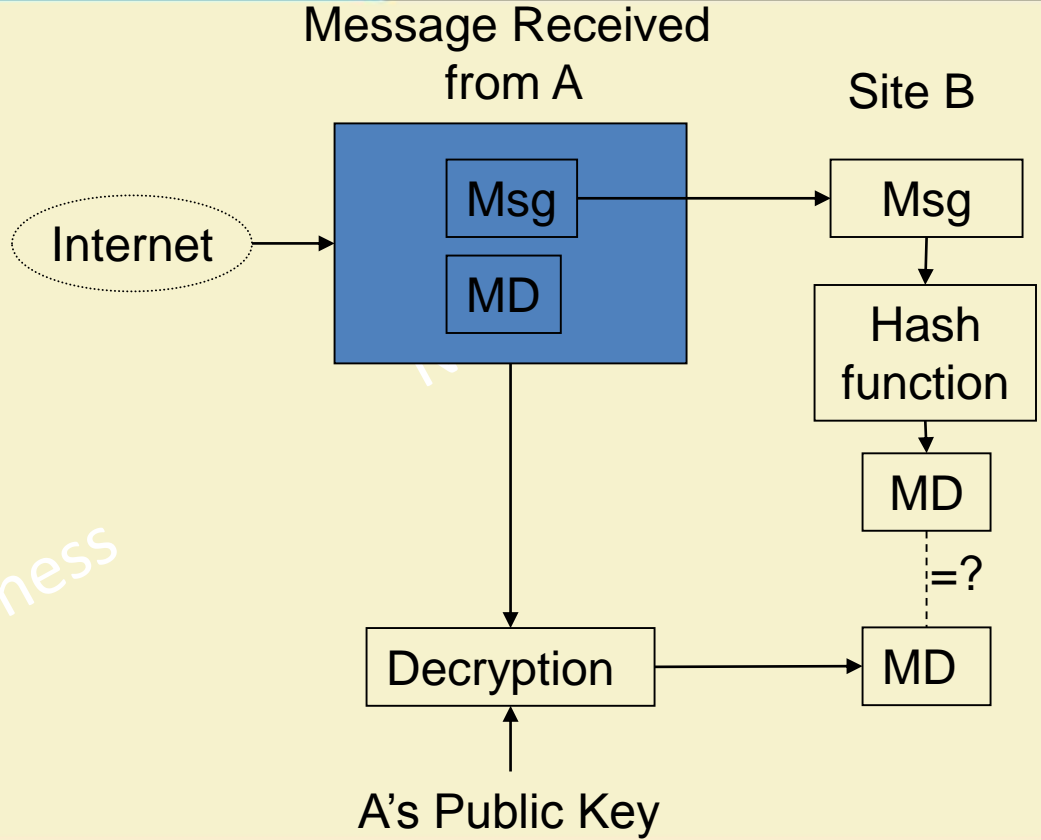 Message Received
from A
Site B
Internet
Msg
MD
Msg
Hash
function
MD
=?
Decryption
MD
A's Public Key